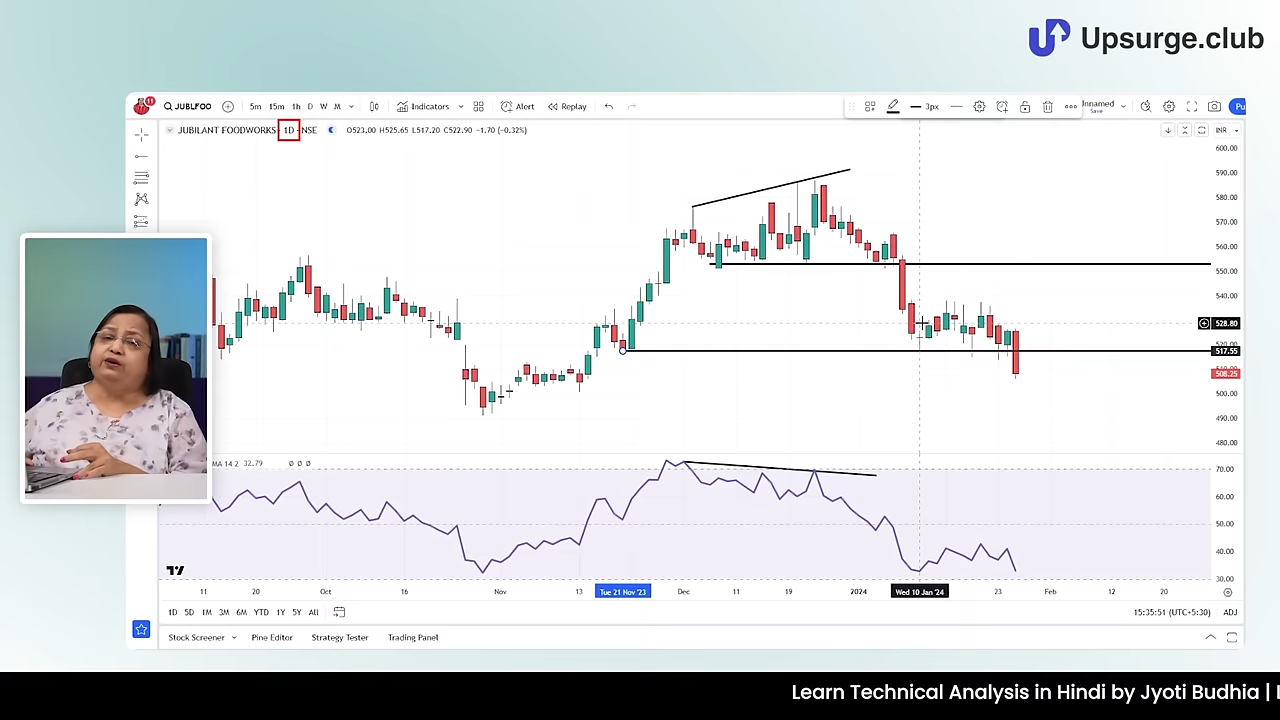 Upsurge.club
11
JUBLFOO
5m 15m 1h D W M
Indicators
Alert
Replay
3px
Unnamed
Save
Pu
JUBILANT FOODWORKS 1D NSE
O523.00 H525.65 L517.20 C522.90 -1.70 (-0.32%)
INR
600.00
590.00
580.00
570.00
560.00
550.00
540.00
528.80
517.55
508.25
500.00
490.00
480.00
MA 14 2 32.79
70.00
60.00
50.00
40.00
30.00
11 20 Oct 16 Nov 13 Tue 21 Nov '23 Dec 11 19 2024 Wed 10 Jan '24 23 Feb 12 20
1D 5D 1M 3M 6M YTD 1Y 5Y All
15:35:51 (UTC+5:30) ADJ
Stock Screener Pine Editor Strategy Tester Trading Panel
Learn Technical Analysis in Hindi by Jyoti Budhia |